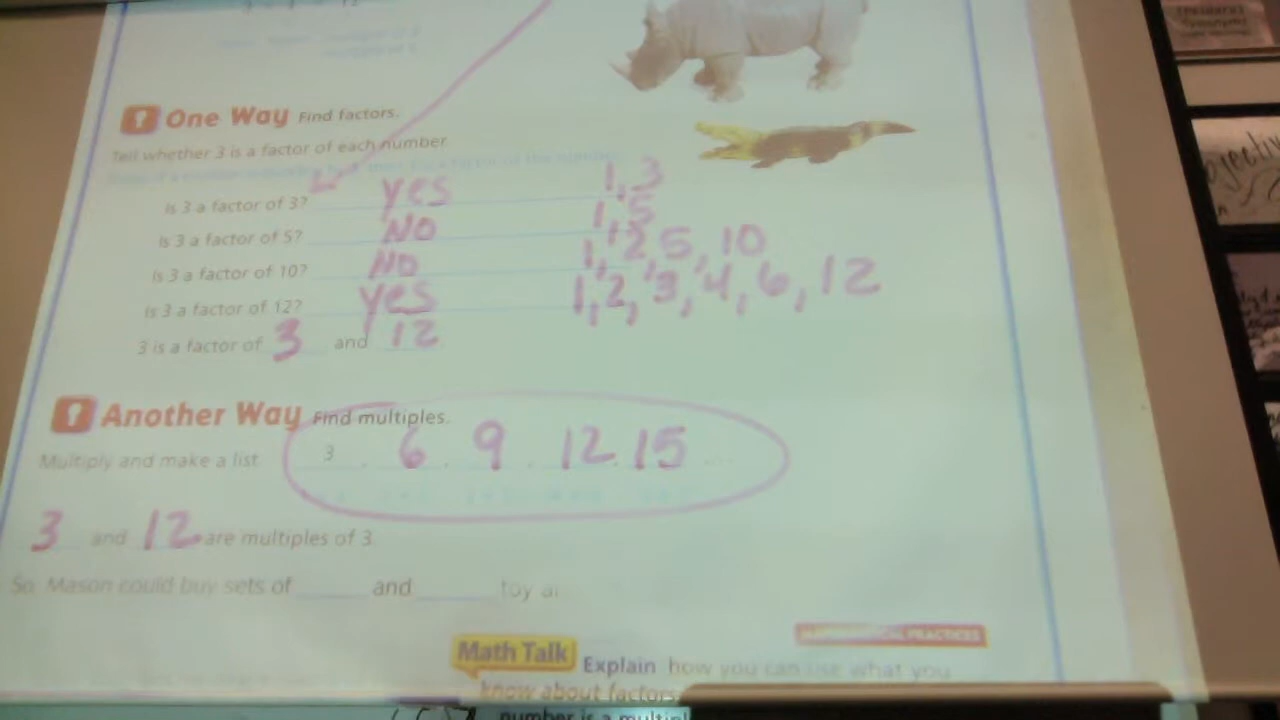 One Way Find factors.
Tell whether 3 is a factor of each number.
Is 3 a factor of 3? yes 1, 3
Is 3 a factor of 5? NO 1, 5
Is 3 a factor of 10? NO 1, 2, 5, 10
Is 3 a factor of 12? yes 1, 2, 3, 4, 6, 12
3 is a factor of 3 and 12
Another Way Find multiples.
Multiply and make a list 3 , 6 , 9 , 12 , 15
3 and 12 are multiples of 3.
So, Mason could buy sets of and toy
MATHEMATICAL PRACTICES
Math Talk Explain how you can use what you
know about factors
number is a